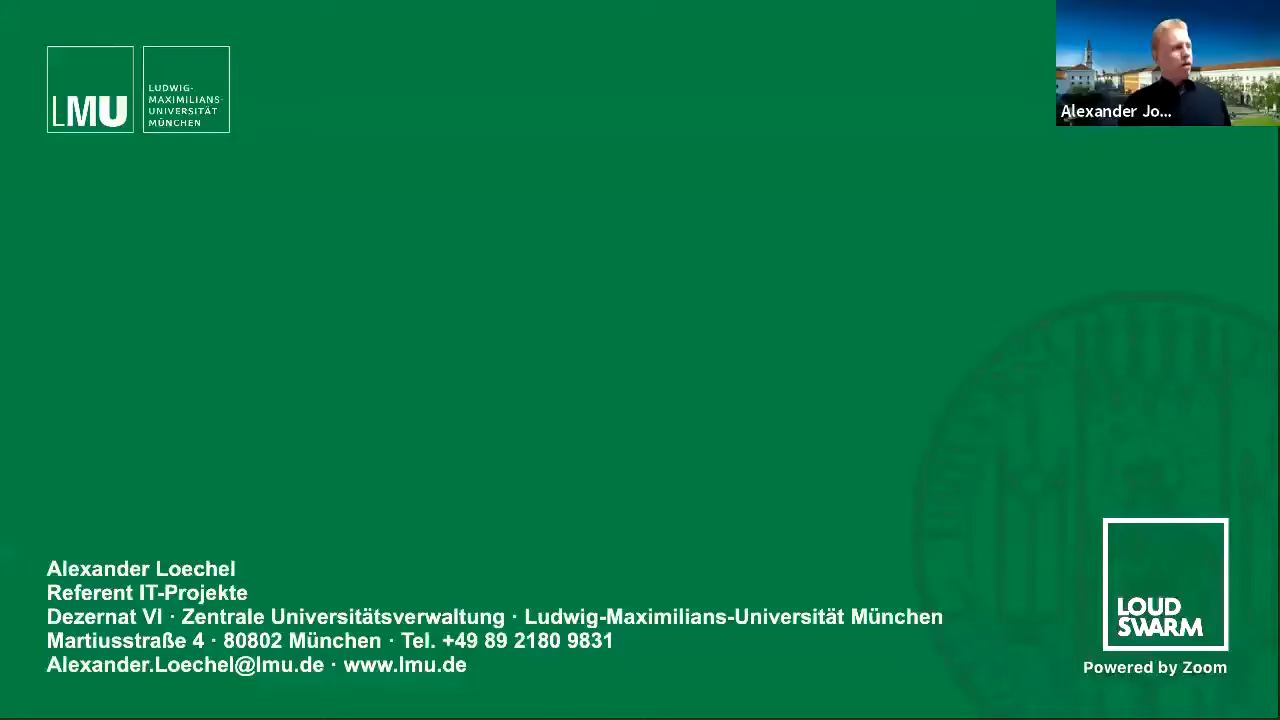 LMU
LUDWIG-
MAXIMILIANS-
UNIVERSITÄT
MÜNCHEN
Alexander Jo...
Alexander Loechel
Referent IT-Projekte
Dezernat VI · Zentrale Universitätsverwaltung · Ludwig-Maximilians-Universität München
Martiusstraße 4 · 80802 München · Tel. +49 89 2180 9831
Alexander.Loechel@lmu.de · www.lmu.de
LOUD
SWARM
Powered by Zoom